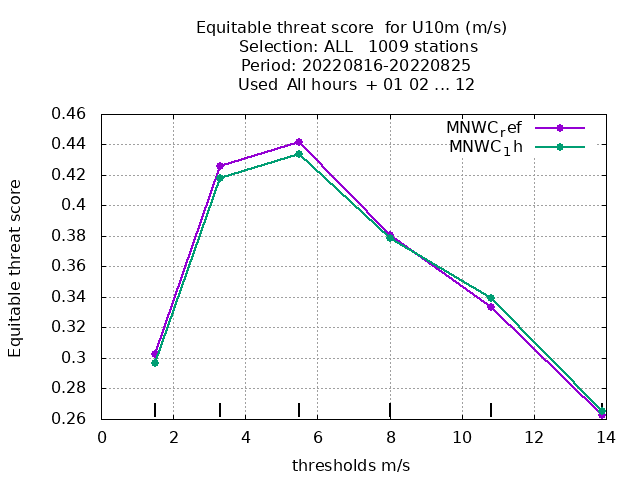 Equitable threat score  for U10m (m/s)
Selection: ALL   1009 stations
Period: 20220816-20220825
Used  All hours  + 01 02 ... 12
MNWCref
MNWC1h
Equitable threat score
0.46
0.44
0.42
0.4
0.38
0.36
0.34
0.32
0.3
0.28
0.26
0 2 4 6 8 10 12 14
thresholds m/s